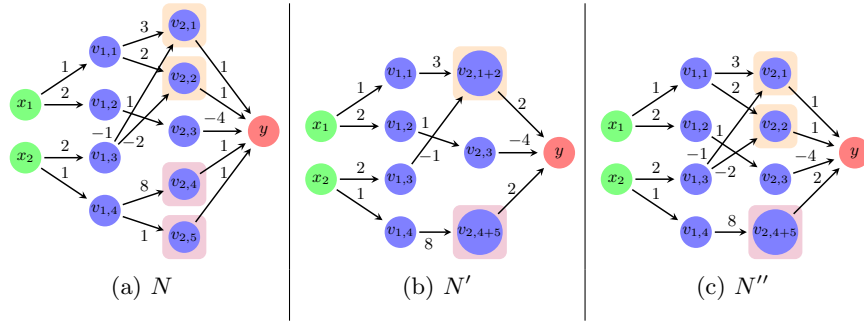 x₁
x₂
v₁,₁
v₁,₂
v₁,₃
v₁,₄
v₂,₁
v₂,₂
v₂,₃
v₂,₄
v₂,₅
y
1
2
2
1
3
2
1
−1
−2
8
1
1
1
−4
1
1
(a) N
x₁
x₂
v₁,₁
v₁,₂
v₁,₃
v₁,₄
v₂,₁₊₂
v₂,₃
v₂,₄₊₅
y
1
2
2
1
3
1
−1
8
2
−4
2
(b) N′
x₁
x₂
v₁,₁
v₁,₂
v₁,₃
v₁,₄
v₂,₁
v₂,₂
v₂,₃
v₂,₄₊₅
y
1
2
2
1
3
2
1
−1
−2
8
1
1
−4
2
(c) N″